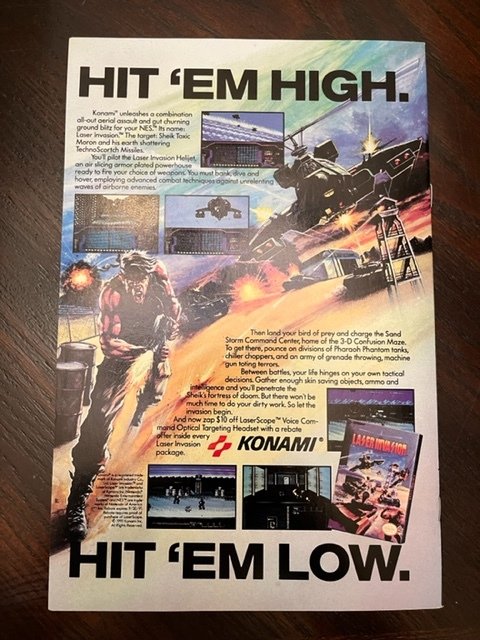 HIT 'EM HIGH.
Konami® unleashes a combination
all-out aerial assault and gut churning
ground blitz for your NES.™ Its name:
Laser Invasion.™ The target: Sheik Toxic
Moron and his earth shattering
TechnoScortch Missiles.
You'll pilot the Laser Invasion Helijet,
an air slicing armor plated powerhouse
ready to fire your choice of weapons. You must bank, dive and
hover, employing advanced combat techniques against unrelenting
waves of airborne enemies.
Then land your bird of prey and charge the Sand
Storm Command Center, home of the 3-D Confusion Maze.
To get there, pounce on divisions of Pharaoh Phantom tanks,
chiller choppers, and an army of grenade throwing, machine
gun toting terrors.
Between battles, your life hinges on your own tactical
decisions. Gather enough skin saving objects, ammo and
intelligence and you'll penetrate the
Sheik's fortress of doom. But there won't be
much time to do your dirty work. So let the
invasion begin.
And now zap $10 off LaserScope™ Voice Com-
mand Optical Targeting Headset with a rebate
offer inside every
Laser Invasion
package.
KONAMI®
LASER INVASION
HIT 'EM LOW.